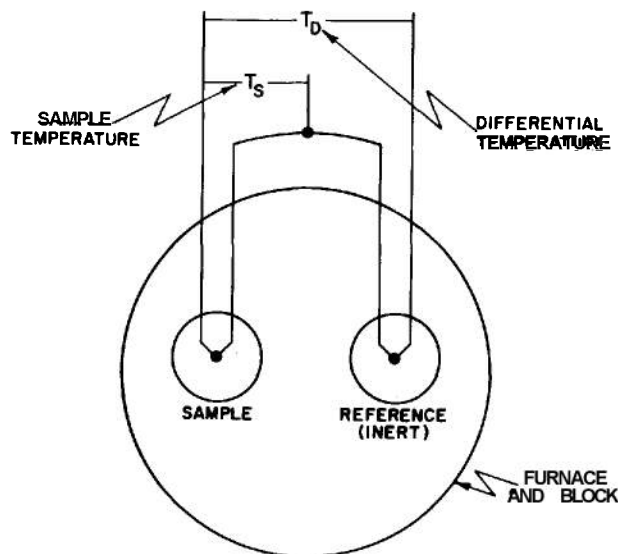 T_D
T_S
SAMPLE
TEMPERATURE
DIFFERENTIAL
TEMPERATURE
SAMPLE
REFERENCE
(INERT)
FURNACE
AND BLOCK